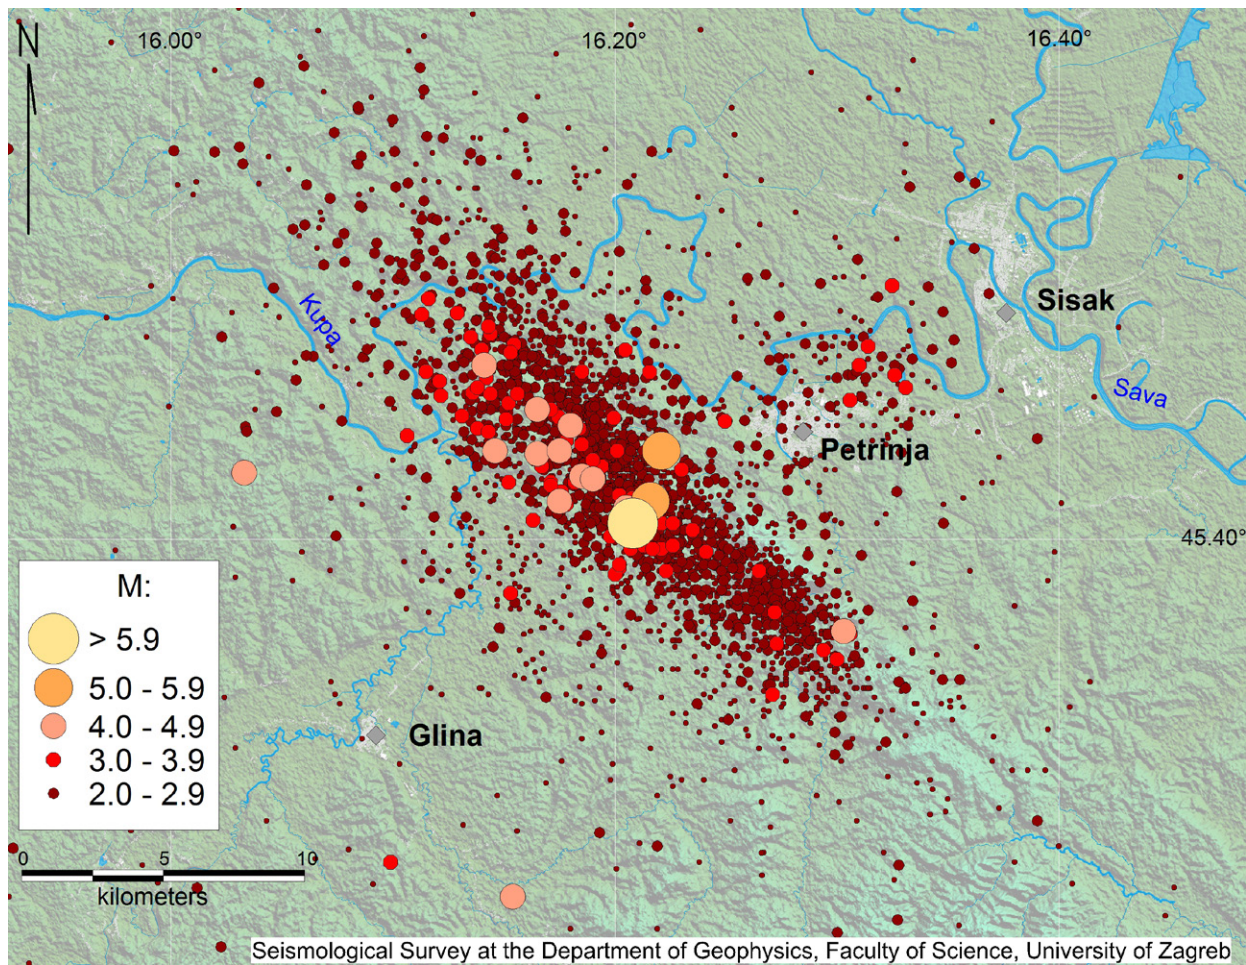 N
16.00°
16.20°
16.40°
Kupa
Sisak
Sava
Petrinja
45.40°
M:
> 5.9
5.0 - 5.9
4.0 - 4.9
3.0 - 3.9
2.0 - 2.9
Glina
0 5 10
kilometers
Seismological Survey at the Department of Geophysics, Faculty of Science, University of Zagreb